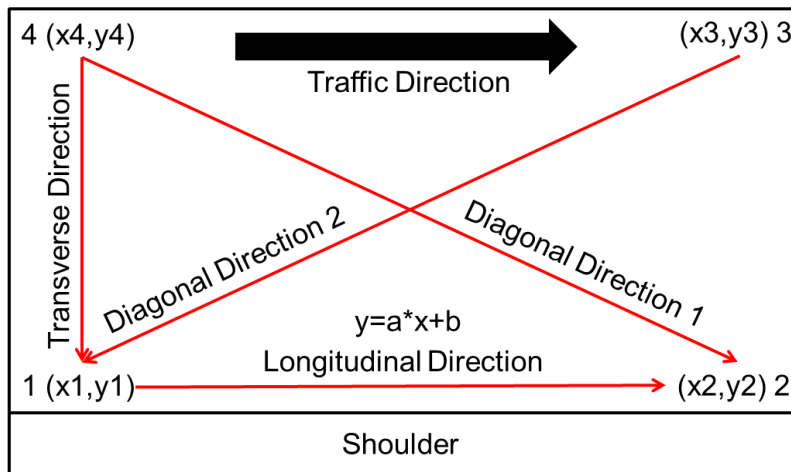 4 (x4,y4)
(x3,y3) 3
Traffic Direction
Transverse Direction
Diagonal Direction 2
Diagonal Direction 1
y=a*x+b
Longitudinal Direction
1 (x1,y1)
(x2,y2) 2
Shoulder